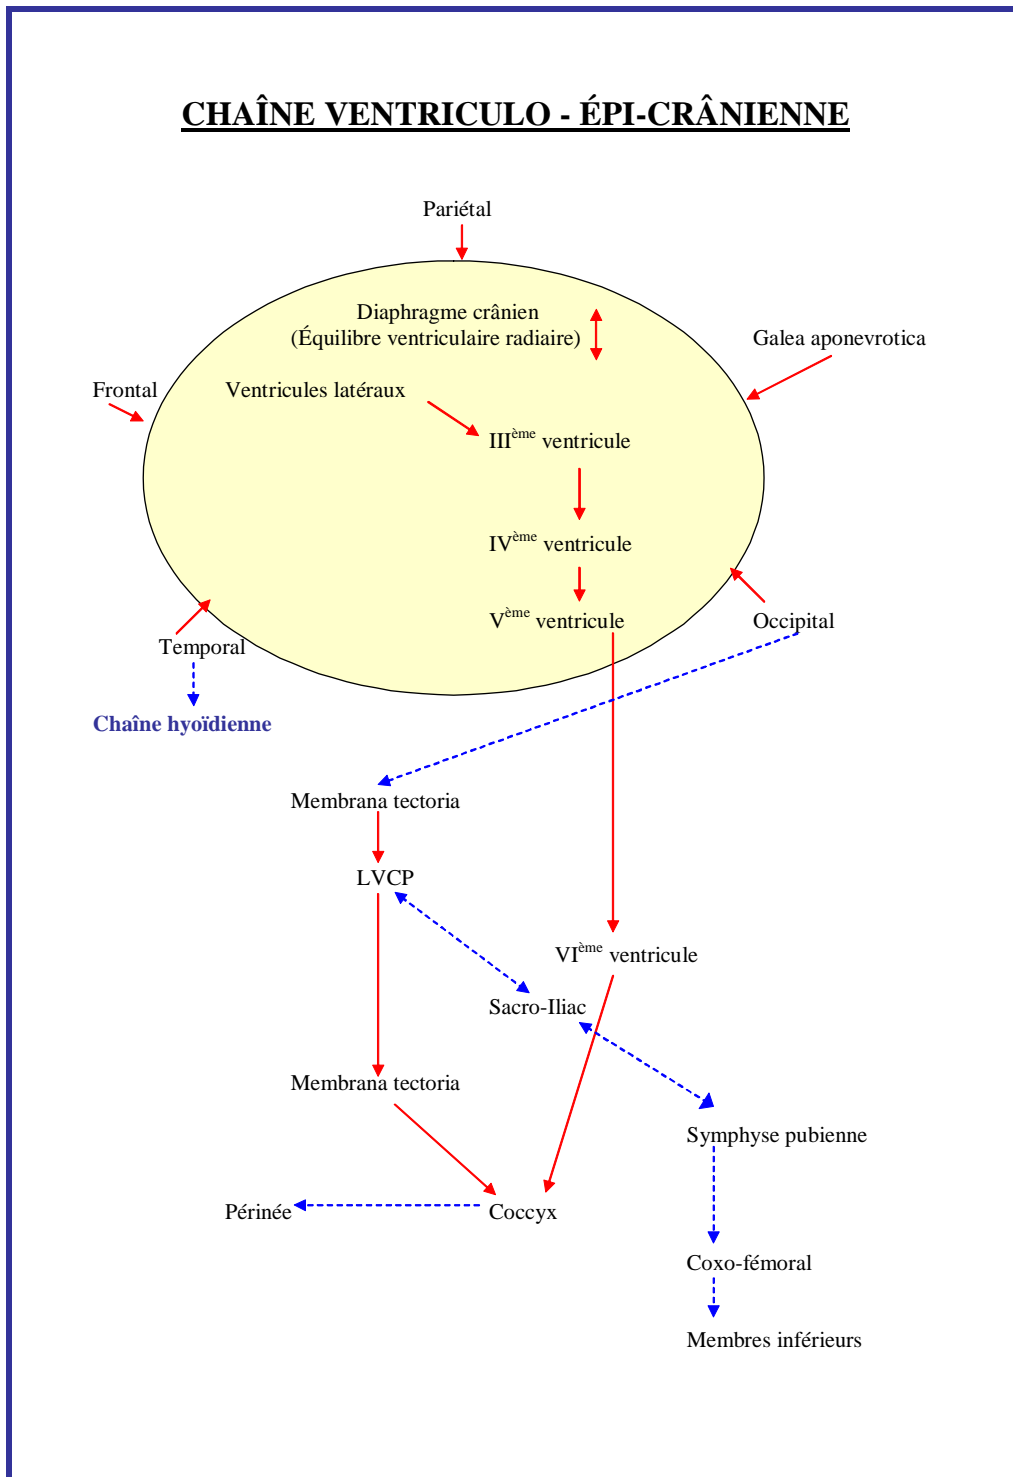 CHAÎNE VENTRICULO - ÉPI-CRÂNIENNE
Pariétal
Diaphragme crânien
(Équilibre ventriculaire radiaire)
Galea aponevrotica
Frontal
Ventricules latéraux
IIIème ventricule
IVème ventricule
Vème ventricule
Occipital
Temporal
Chaîne hyoïdienne
Membrana tectoria
LVCP
VIème ventricule
Sacro-Iliac
Membrana tectoria
Symphyse pubienne
Périnée
Coccyx
Coxo-fémoral
Membres inférieurs